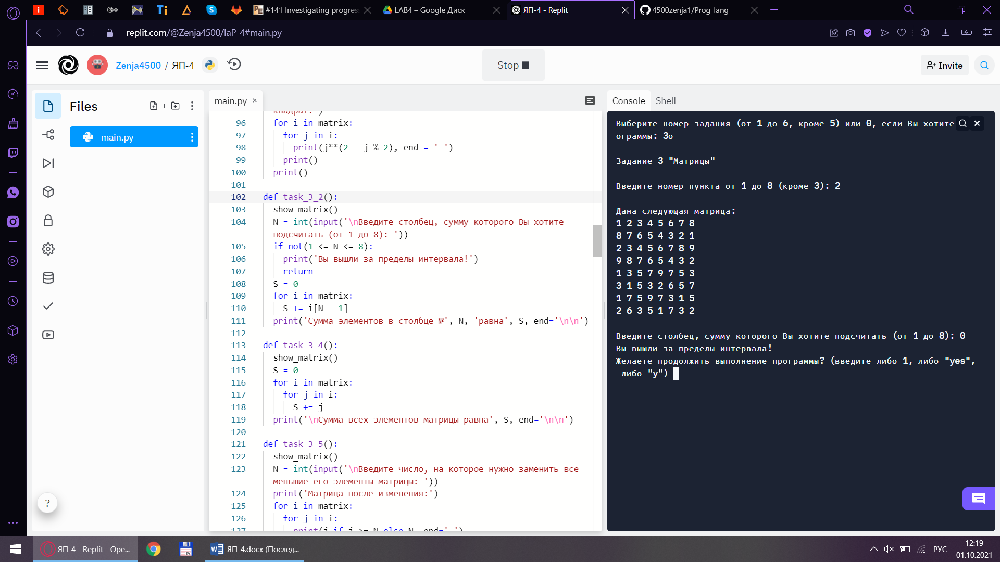 #141 Investigating progres
LAB4 – Google Диск
ЯП-4 - Replit
4500zenja1/Prog_lang
replit.com/@Zenja4500/IaP-4#main.py
Zenja4500 / ЯП-4
Stop
Invite
Files
main.py
main.py ×
Console
Shell
квадрат: ')
96 for i in matrix:
97 for j in i:
98 print(j**(2 - j % 2), end = ' ')
99 print()
100 print()
101
102 def task_3_2():
103 show_matrix()
104 N = int(input('\nВведите столбец, сумму которого Вы хотите
подсчитать (от 1 до 8): '))
105 if not(1 <= N <= 8):
106 print('Вы вышли за пределы интервала!')
107 return
108 S = 0
109 for i in matrix:
110 S += i[N - 1]
111 print('Сумма элементов в столбце №', N, 'равна', S, end='\n\n')
112
113 def task_3_4():
114 show_matrix()
115 S = 0
116 for i in matrix:
117 for j in i:
118 S += j
119 print('\nСумма всех элементов матрицы равна', S, end='\n\n')
120
121 def task_3_5():
122 show_matrix()
123 N = int(input('\nВведите число, на которое нужно заменить все
меньшие его элементы матрицы: '))
124 print('Матрица после изменения:')
125 for i in matrix:
126 for j in i:
127 print(j if j >= N else N, end=' ')
Выберите номер задания (от 1 до 6, кроме 5) или 0, если Вы хотите
ограммы: 3о
Задание 3 "Матрицы"
Введите номер пункта от 1 до 8 (кроме 3): 2
Дана следующая матрица:
1 2 3 4 5 6 7 8
8 7 6 5 4 3 2 1
2 3 4 5 6 7 8 9
9 8 7 6 5 4 3 2
1 3 5 7 9 7 5 3
3 1 5 3 2 6 5 7
1 7 5 9 7 3 1 5
2 6 3 5 1 7 3 2
Введите столбец, сумму которого Вы хотите подсчитать (от 1 до 8): 0
Вы вышли за пределы интервала!
Желаете продолжить выполнение программы? (введите либо 1, либо "yes",
либо "y")
?
ЯП-4 - Replit - Оре...
ЯП-4.docx (Послед...
РУС
12:19
01.10.2021